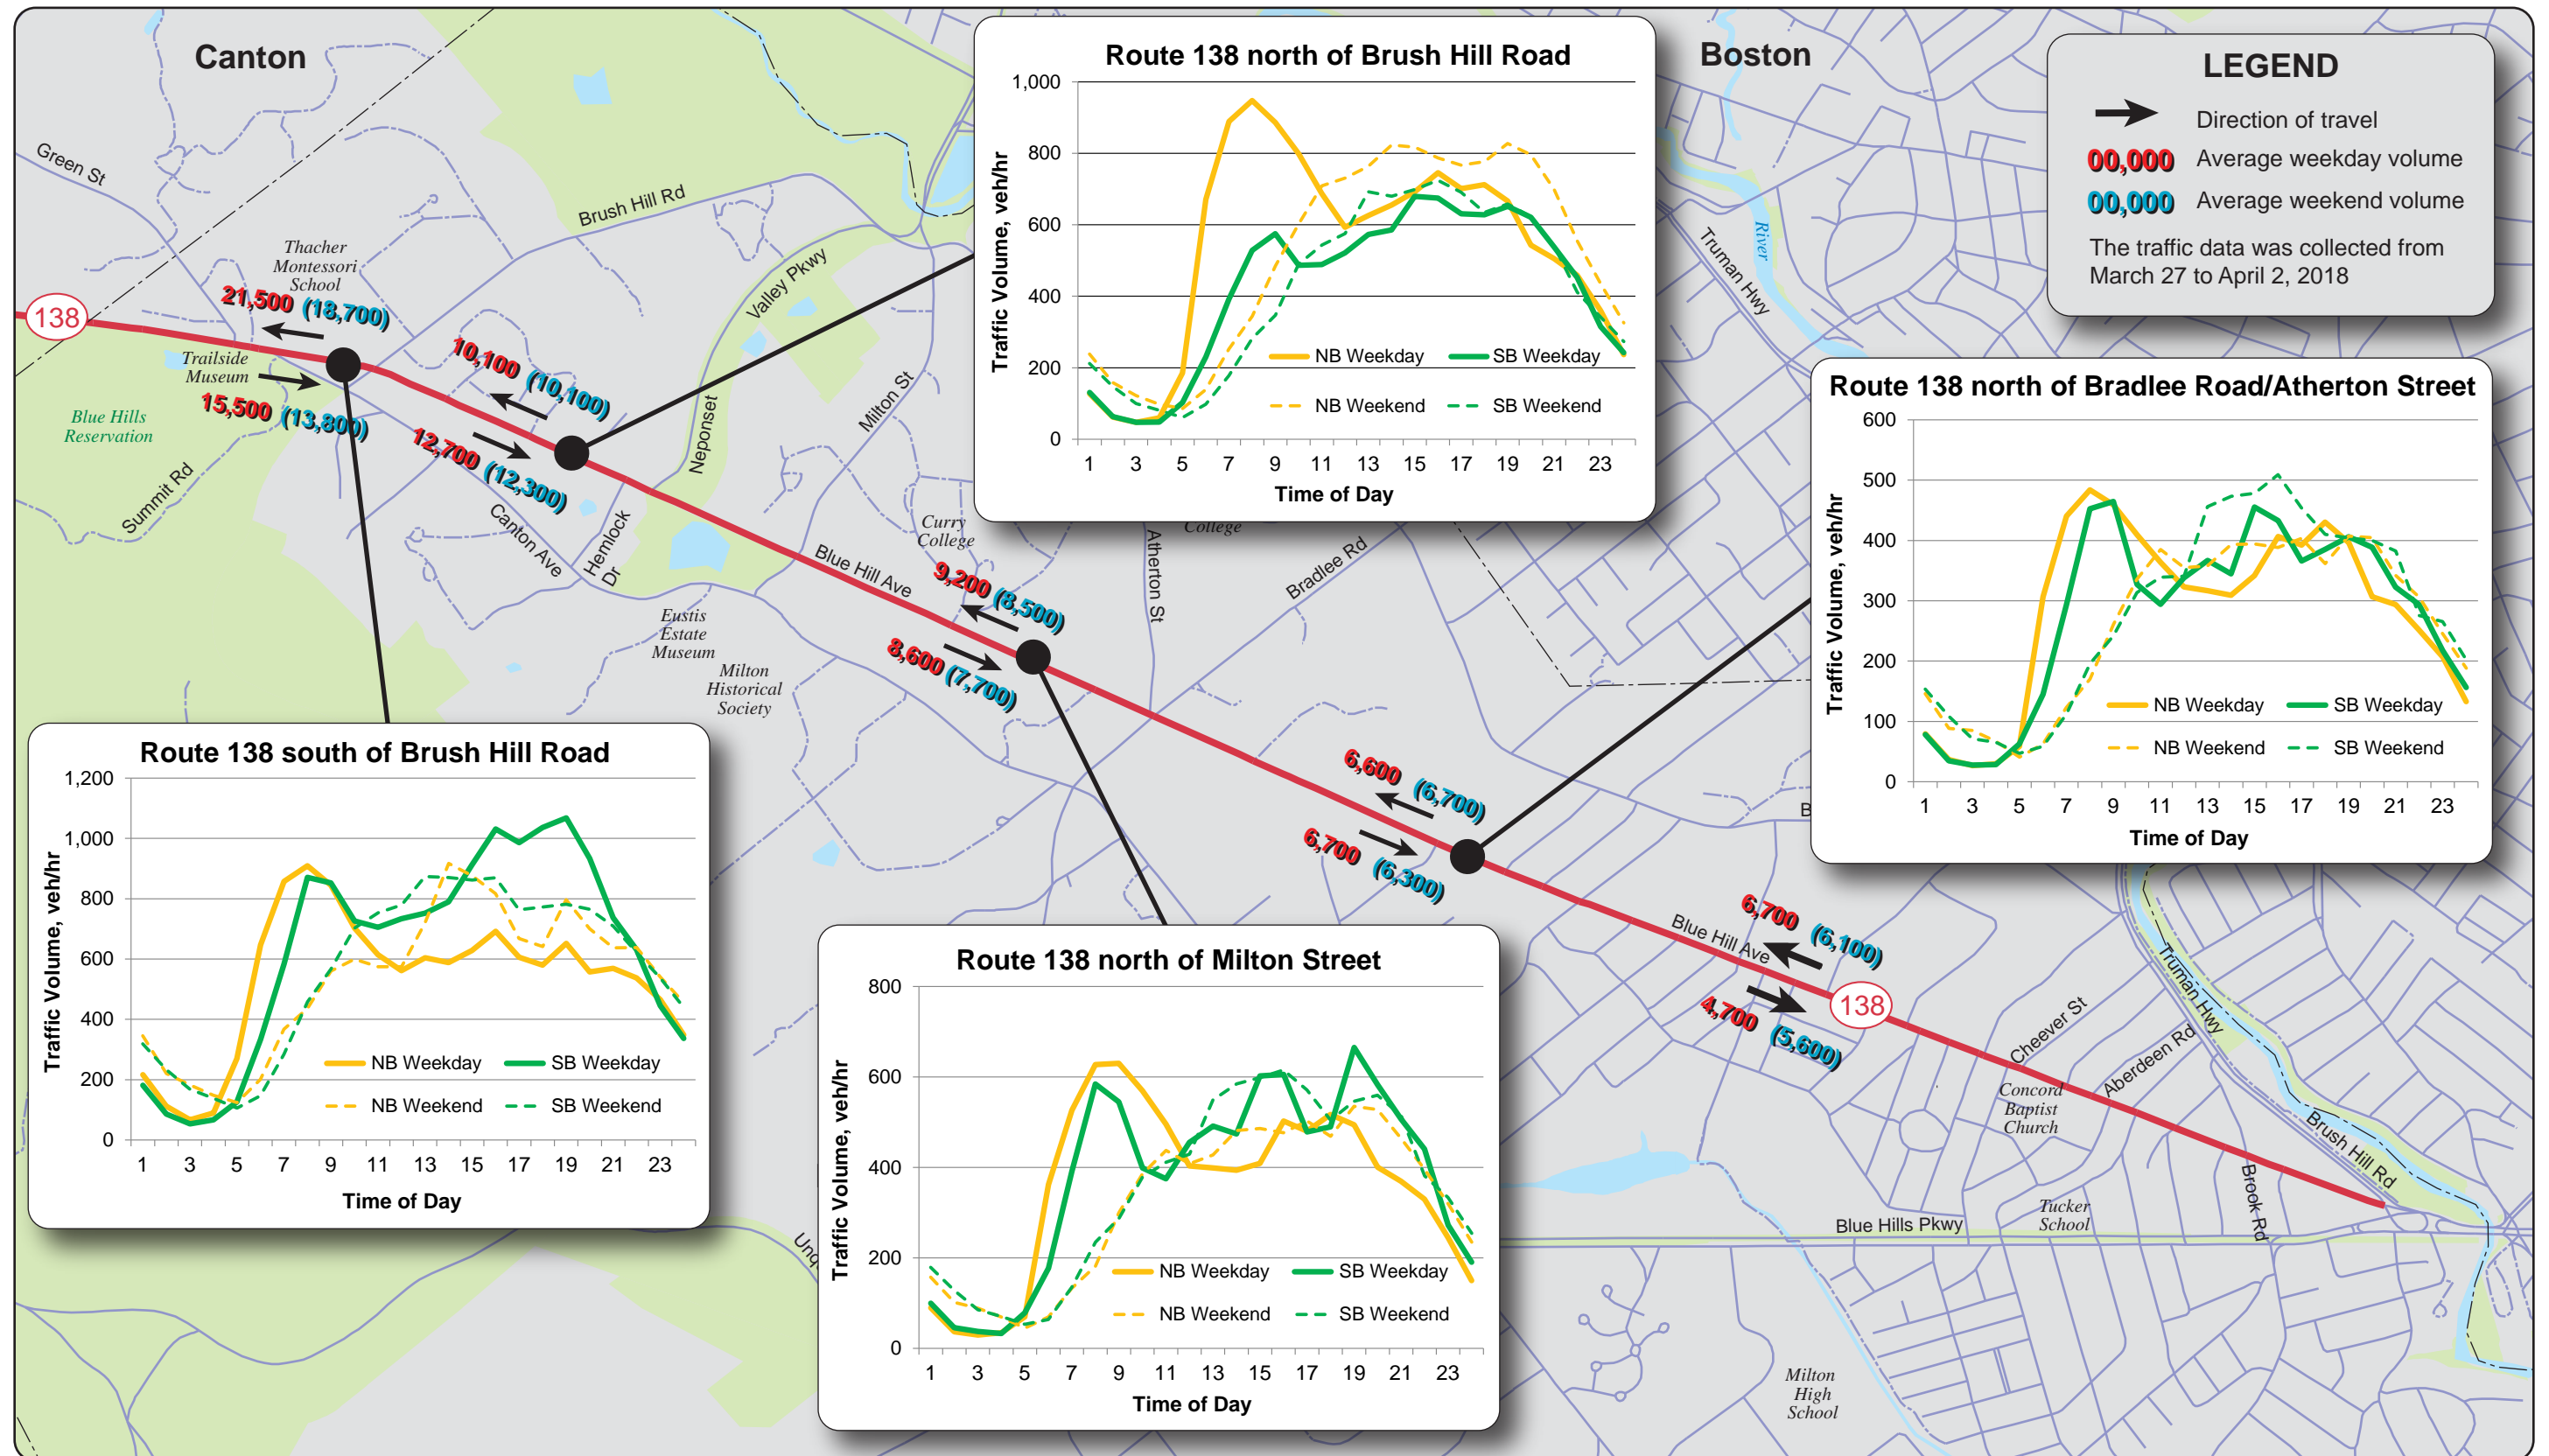 Canton
Boston
Green St
138
Thacher
Montessori
School
21,500 (18,700)
Trailside
Museum
15,500 (13,800)
Blue Hills
Reservation
Summit Rd
10,100 (10,100)
12,700 (12,300)
Brush Hill Rd
Valley Pkwy
Neponset
Milton St
Canton Ave
Hemlock
Dr
Blue Hill Ave
Eustis
Estate
Museum
Milton
Historical
Society
Curry
College
College
9,200 (8,500)
8,600 (7,700)
Atherton St
Bradlee Rd
Truman Hwy
River
6,600 (6,700)
6,700 (6,300)
Blue Hill Ave
6,700 (6,100)
4,700 (5,600)
138
B
Truman Hwy
Cheever St
Aberdeen Rd
Concord
Baptist
Church
Brush Hill Rd
Brook Rd
Tucker
School
Blue Hills Pkwy
Milton
High
School
LEGEND
Direction of travel
00,000 Average weekday volume
00,000 Average weekend volume
The traffic data was collected from
March 27 to April 2, 2018
Route 138 north of Brush Hill Road
Traffic Volume, veh/hr
1,000
800
600
400
200
0
NB Weekday SB Weekday
NB Weekend SB Weekend
1 3 5 7 9 11 13 15 17 19 21 23
Time of Day
Route 138 north of Bradlee Road/Atherton Street
Traffic Volume, veh/hr
600
500
400
300
200
100
0
NB Weekday SB Weekday
NB Weekend SB Weekend
1 3 5 7 9 11 13 15 17 19 21 23
Time of Day
Route 138 south of Brush Hill Road
Traffic Volume, veh/hr
1,200
1,000
800
600
400
200
0
NB Weekday SB Weekday
NB Weekend SB Weekend
1 3 5 7 9 11 13 15 17 19 21 23
Time of Day
Route 138 north of Milton Street
Traffic Volume, veh/hr
800
600
400
200
0
NB Weekday SB Weekday
NB Weekend SB Weekend
1 3 5 7 9 11 13 15 17 19 21 23
Time of Day